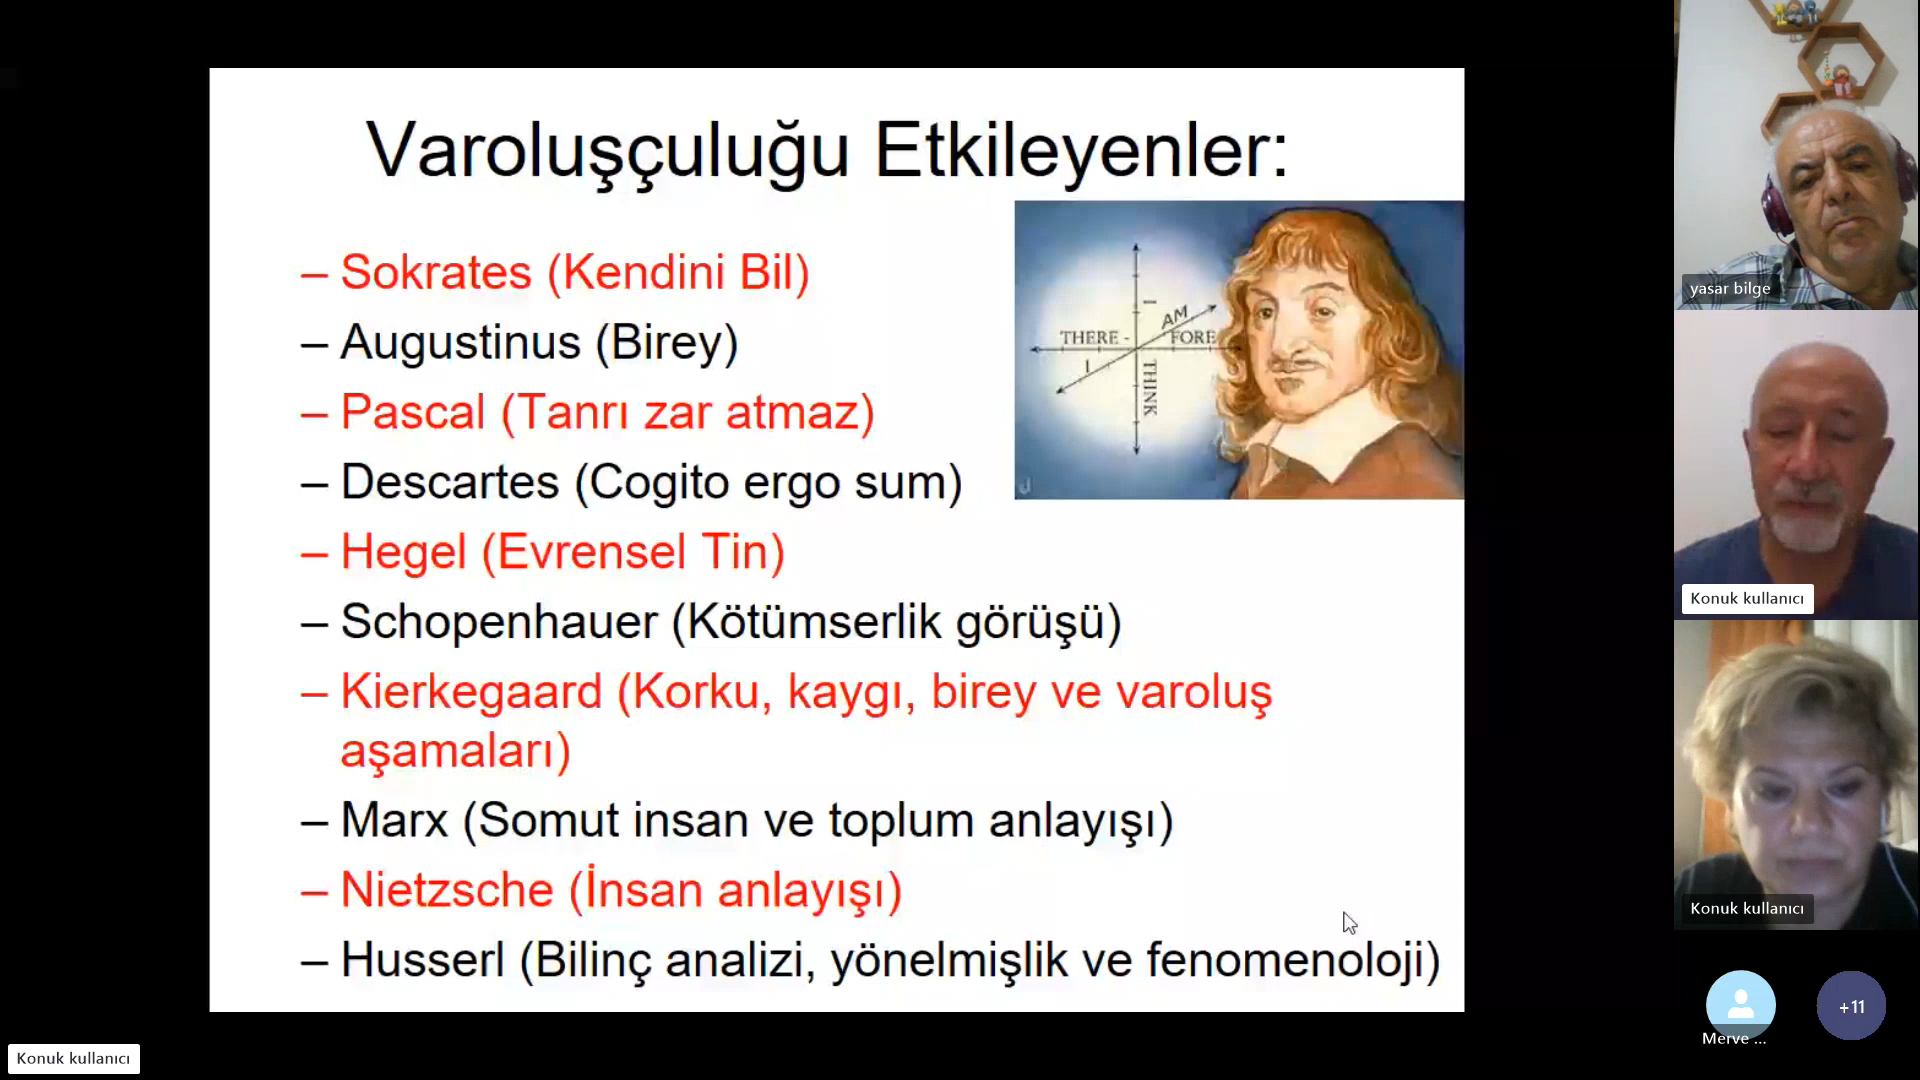 Varoluşçuluğu Etkileyenler:
– Sokrates (Kendini Bil)
– Augustinus (Birey)
– Pascal (Tanrı zar atmaz)
– Descartes (Cogito ergo sum)
– Hegel (Evrensel Tin)
– Schopenhauer (Kötümserlik görüşü)
– Kierkegaard (Korku, kaygı, birey ve varoluş
aşamaları)
– Marx (Somut insan ve toplum anlayışı)
– Nietzsche (İnsan anlayışı)
– Husserl (Bilinç analizi, yönelmişlik ve fenomenoloji)
I
AM
THERE - FORE
I
THINK
yasar bilge
Konuk kullanıcı
Konuk kullanıcı
Merve ...
+11
Konuk kullanıcı